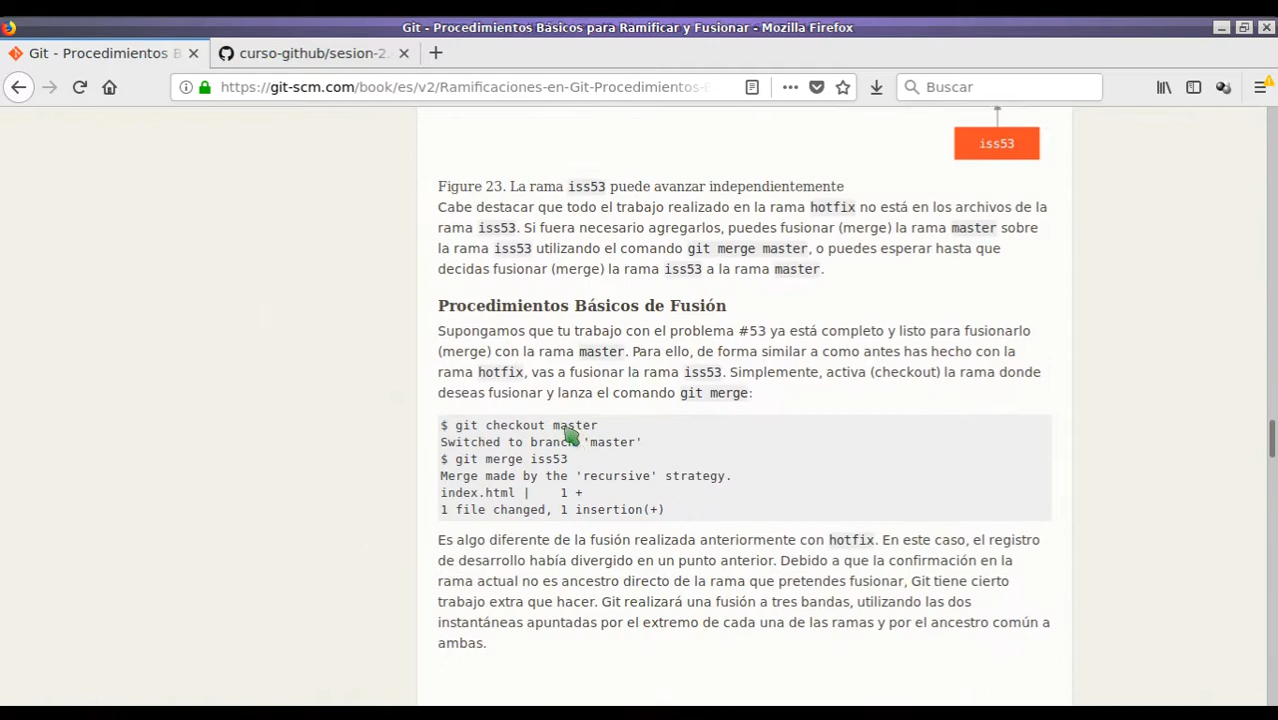 Git - Procedimientos Básicos para Ramificar y Fusionar - Mozilla Firefox
Git - Procedimientos B
curso-github/sesion-2.
https://git-scm.com/book/es/v2/Ramificaciones-en-Git-Procedimientos-
Buscar
iss53
Figure 23. La rama iss53 puede avanzar independientemente
Cabe destacar que todo el trabajo realizado en la rama hotfix no está en los archivos de la
rama iss53. Si fuera necesario agregarlos, puedes fusionar (merge) la rama master sobre
la rama iss53 utilizando el comando git merge master, o puedes esperar hasta que
decidas fusionar (merge) la rama iss53 a la rama master.
Procedimientos Básicos de Fusión
Supongamos que tu trabajo con el problema #53 ya está completo y listo para fusionarlo
(merge) con la rama master. Para ello, de forma similar a como antes has hecho con la
rama hotfix, vas a fusionar la rama iss53. Simplemente, activa (checkout) la rama donde
deseas fusionar y lanza el comando git merge:
$ git checkout master
Switched to branch 'master'
$ git merge iss53
Merge made by the 'recursive' strategy.
index.html |    1 +
1 file changed, 1 insertion(+)
Es algo diferente de la fusión realizada anteriormente con hotfix. En este caso, el registro
de desarrollo había divergido en un punto anterior. Debido a que la confirmación en la
rama actual no es ancestro directo de la rama que pretendes fusionar, Git tiene cierto
trabajo extra que hacer. Git realizará una fusión a tres bandas, utilizando las dos
instantáneas apuntadas por el extremo de cada una de las ramas y por el ancestro común a
ambas.